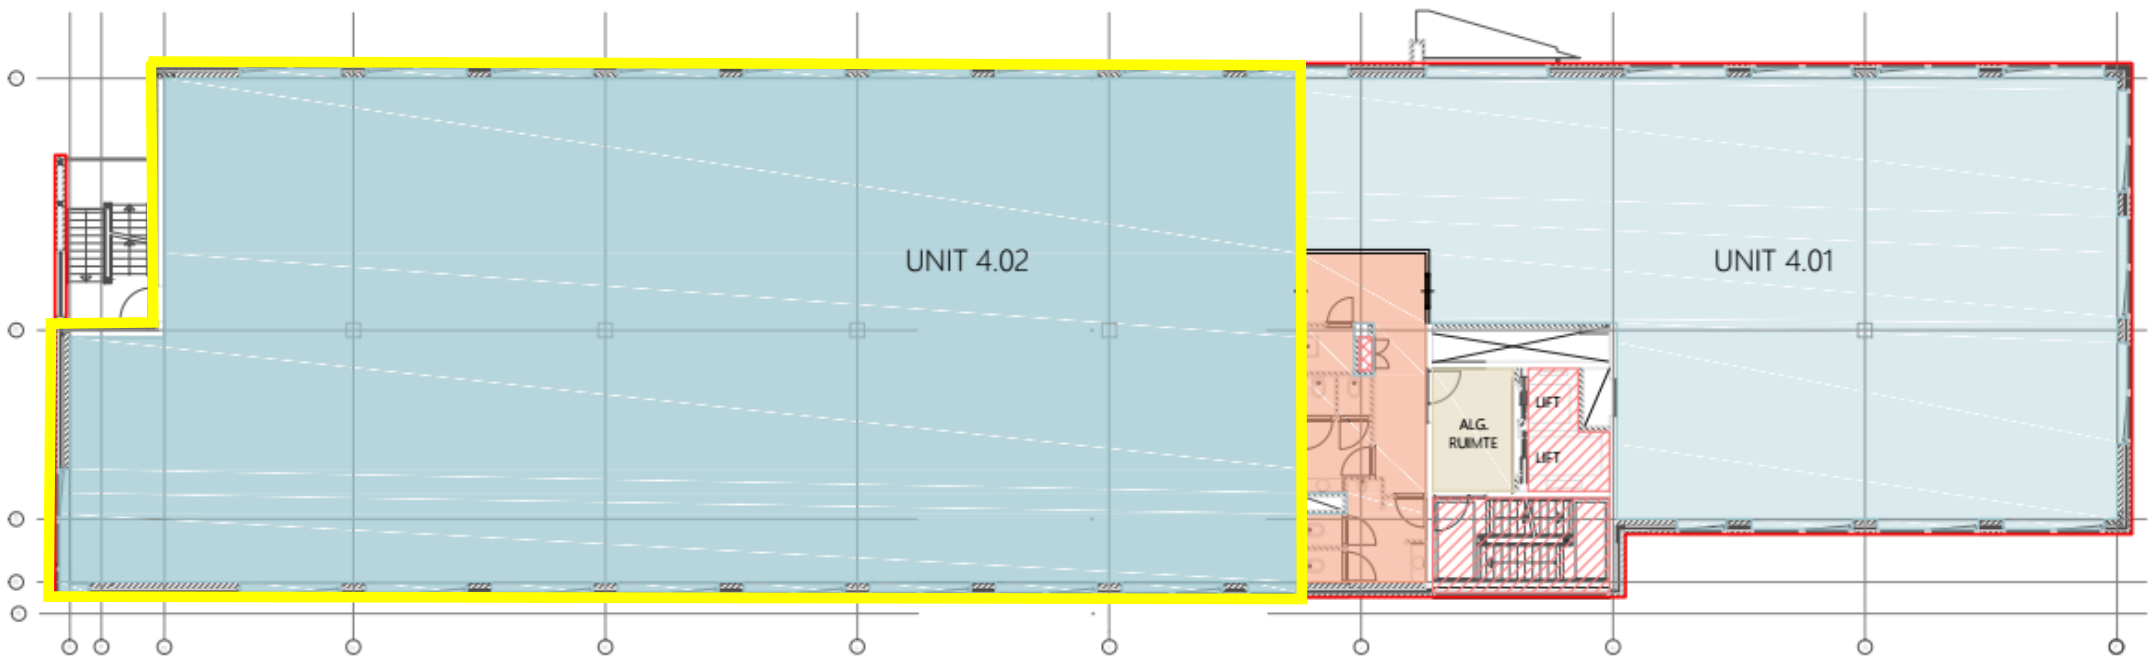 UNIT 4.02
UNIT 4.01
ALG.
RUIMTE
LIFT
LIFT